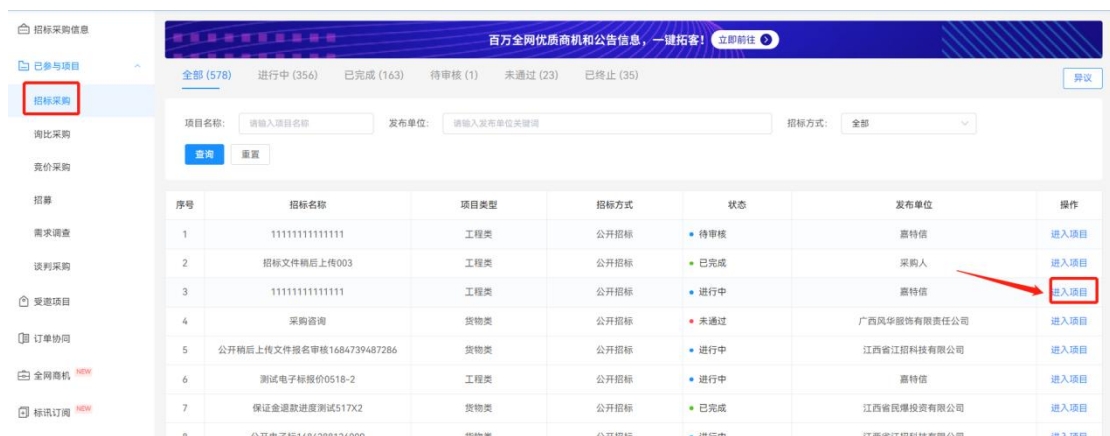 招标采购信息
已参与项目
招标采购
询比采购
竞价采购
招募
需求调查
谈判采购
受邀项目
订单协同
全网商机 NEW
标讯订阅 NEW
百万全网优质商机和公告信息，一键拓客！ 立即前往
全部 (578) 进行中 (356) 已完成 (163) 待审核 (1) 未通过 (23) 已终止 (35) 异议
项目名称: 请输入项目名称 发布单位: 请输入发布单位关键词 招标方式: 全部
查询 重置
序号 招标名称 项目类型 招标方式 状态 发布单位 操作
1 11111111111111 工程类 公开招标 待审核 嘉特信 进入项目
2 招标文件稍后上传003 工程类 公开招标 已完成 采购人 进入项目
3 11111111111111 工程类 公开招标 进行中 嘉特信 进入项目
4 采购咨询 货物类 公开招标 未通过 广西风华服饰有限责任公司 进入项目
5 公开稍后上传文件报名审核1684739487286 货物类 公开招标 进行中 江西省江招科技有限公司 进入项目
6 测试电子标报价0518-2 工程类 公开招标 进行中 嘉特信 进入项目
7 保证金退款进度测试517X2 货物类 公开招标 已完成 江西省民爆投资有限公司 进入项目